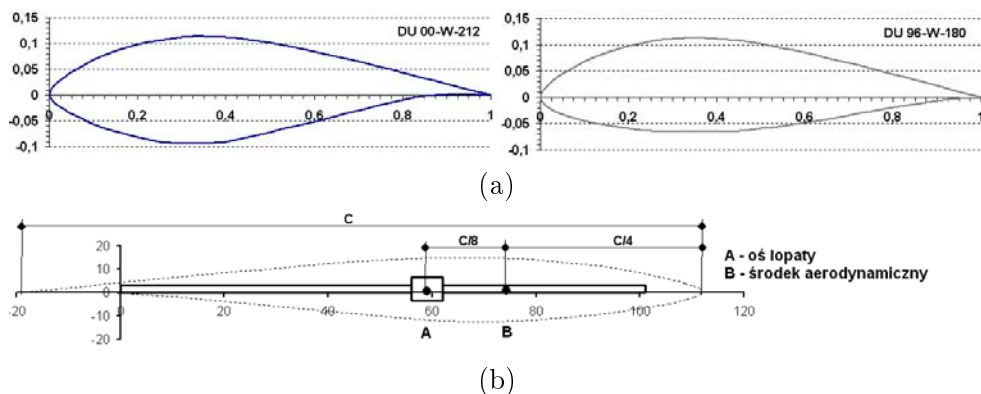 0,15
DU 00-W-212
0,1
0,05
0
0 0,2 0,4 0,6 0,8 1
-0,05
-0,1
0,15
DU 96-W-180
0,1
0,05
0
0 0,2 0,4 0,6 0,8 1
-0,05
-0,1
(a)
C
C/8 C/4
20
10
0
-20 0 20 40 60 80 100 120
-10
-20
A B
A - oś łopaty
B - środek aerodynamiczny
(b)